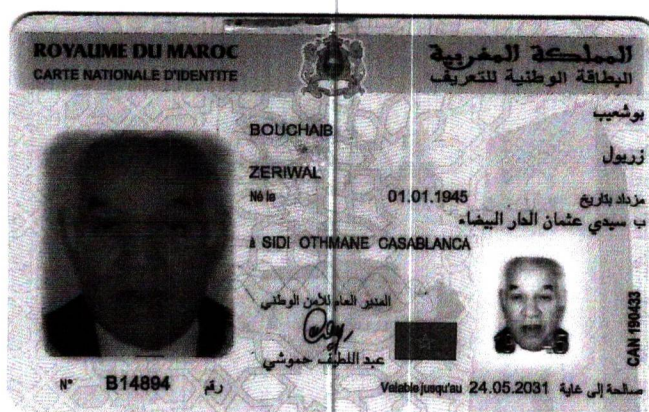 ROYAUME DU MAROC
المملكة المغربية
CARTE NATIONALE D'IDENTITE
البطاقة الوطنية للتعريف
بوشعيب
BOUCHAIB
زريول
ZERIWAL
Né le 01.01.1945 مزداد بتاريخ
ب سيدي عثمان الدار البيضاء
à SIDI OTHMANE CASABLANCA
المدير العام للأمن الوطني
عبد اللطيف حموشي
CAN 190433
N° B14894 رقم
Valable jusqu'au 24.05.2031 صالحة إلى غاية